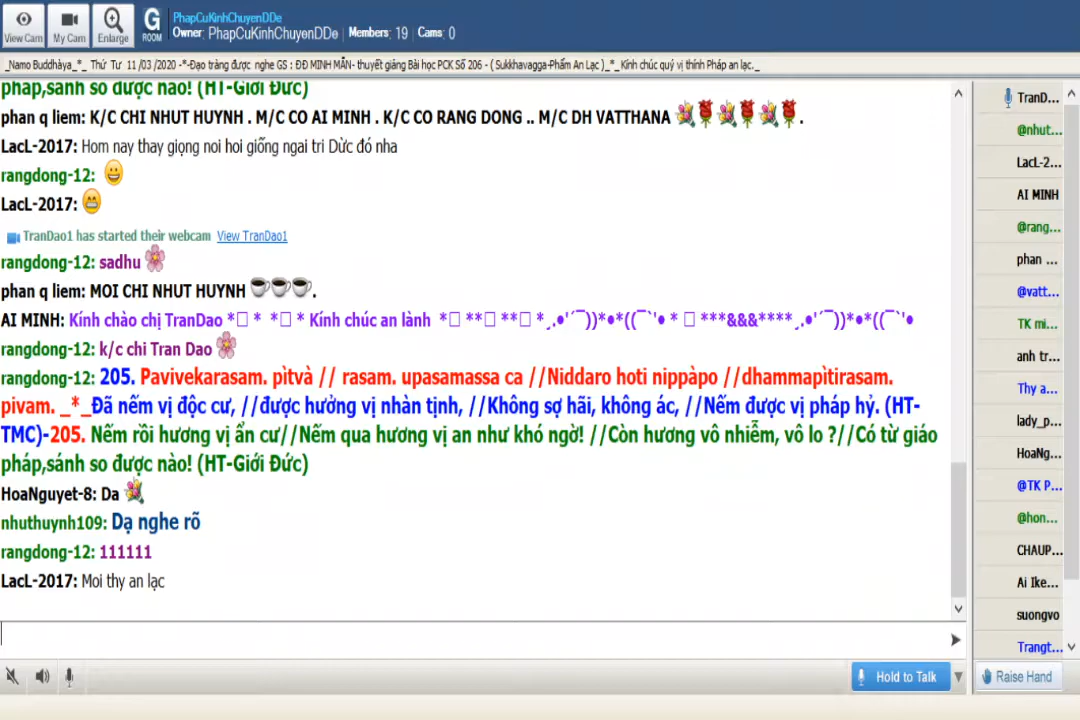 View Cam
My Cam
Enlarge
G
ROOM
PhapCuKinhChuyenDDe
Owner: PhapCuKinhChuyenDDe | Members: 19 | Cams: 0
_Namo Buddhàya_*_ Thứ Tư 11 /03 /2020 -*-Đạo tràng được nghe GS : ĐĐ MINH MẪN- thuyết giảng Bài học PCK Số 206 - ( Sukkhavagga-Phẩm An Lạc )_*_Kính chúc quý vị thính Pháp an lạc._
pháp,sánh so được nào! (HT-Giới Đức)
phan q liem: K/C CHI NHUT HUYNH . M/C CO AI MINH . K/C CO RANG DONG .. M/C DH VATTHANA .
LacL-2017: Hom nay thay giọng noi hoi giống ngai tri Dức đó nha
rangdong-12:
LacL-2017:
TranDao1 has started their webcam View TranDao1
rangdong-12: sadhu
phan q liem: MOI CHI NHUT HUYNH .
AI MINH: Kính chào chị TranDao *□ * *□ * Kính chúc an lành *□ **□ **□ *¸.•'´¯))*•*((¯`'• * □ ***&&&****¸.•'´¯))*•*((¯`'•
rangdong-12: k/c chi Tran Dao
rangdong-12: 205. Pavivekarasam. pìtvà // rasam. upasamassa ca //Niddaro hoti nippàpo //dhammapìtirasam.
pivam. _*_Đã nếm vị độc cư, //được hưởng vị nhàn tịnh, //Không sợ hãi, không ác, //Nếm được vị pháp hỷ. (HT-
TMC)-205. Nếm rồi hương vị ẩn cư//Nếm qua hương vị an như khó ngờ! //Còn hương vô nhiễm, vô lo ?//Có từ giáo
pháp,sánh so được nào! (HT-Giới Đức)
HoaNguyet-8: Da
nhuthuynh109: Dạ nghe rõ
rangdong-12: 111111
LacL-2017: Moi thy an lạc
TranD...
@nhut...
LacL-2...
AI MINH
@rang...
phan ...
@vatt...
TK mi...
anh tr...
Thy a...
lady_p...
HoaNg...
@TK P...
@hon...
CHAUP...
Ai Ike...
suongvo
Trangt...
Hold to Talk
Raise Hand